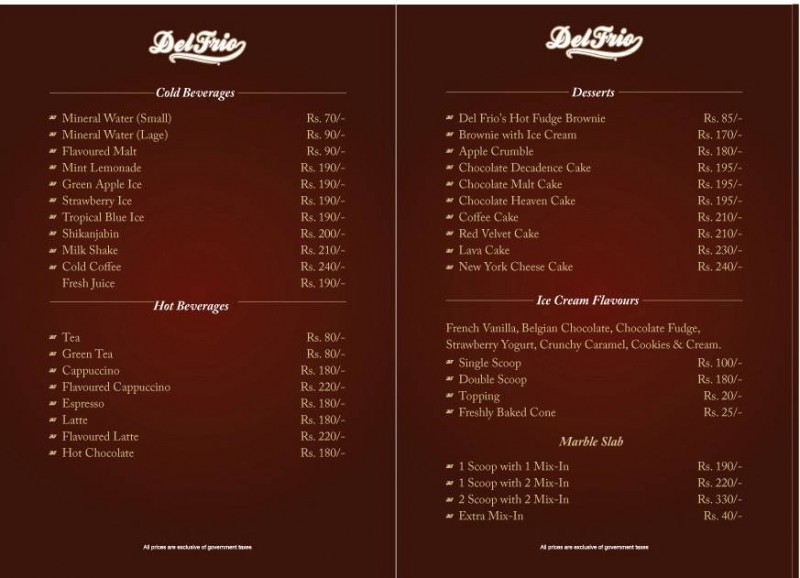 Del Frio
Cold Beverages
Mineral Water (Small) Rs. 70/-
Mineral Water (Lage) Rs. 90/-
Flavoured Malt Rs. 90/-
Mint Lemonade Rs. 190/-
Green Apple Ice Rs. 190/-
Strawberry Ice Rs. 190/-
Tropical Blue Ice Rs. 190/-
Shikanjabin Rs. 200/-
Milk Shake Rs. 210/-
Cold Coffee Rs. 240/-
Fresh Juice Rs. 190/-
Hot Beverages
Tea Rs. 80/-
Green Tea Rs. 80/-
Cappuccino Rs. 180/-
Flavoured Cappuccino Rs. 220/-
Espresso Rs. 180/-
Latte Rs. 180/-
Flavoured Latte Rs. 220/-
Hot Chocolate Rs. 180/-
All prices are exclusive of government taxes
Del Frio
Desserts
Del Frio's Hot Fudge Brownie Rs. 85/-
Brownie with Ice Cream Rs. 170/-
Apple Crumble Rs. 180/-
Chocolate Decadence Cake Rs. 195/-
Chocolate Malt Cake Rs. 195/-
Chocolate Heaven Cake Rs. 195/-
Coffee Cake Rs. 210/-
Red Velvet Cake Rs. 210/-
Lava Cake Rs. 230/-
New York Cheese Cake Rs. 240/-
Ice Cream Flavours
French Vanilla, Belgian Chocolate, Chocolate Fudge,
Strawberry Yogurt, Crunchy Caramel, Cookies & Cream.
Single Scoop Rs. 100/-
Double Scoop Rs. 180/-
Topping Rs. 20/-
Freshly Baked Cone Rs. 25/-
Marble Slab
1 Scoop with 1 Mix-In Rs. 190/-
1 Scoop with 2 Mix-In Rs. 220/-
2 Scoop with 2 Mix-In Rs. 330/-
Extra Mix-In Rs. 40/-
All prices are exclusive of government taxes